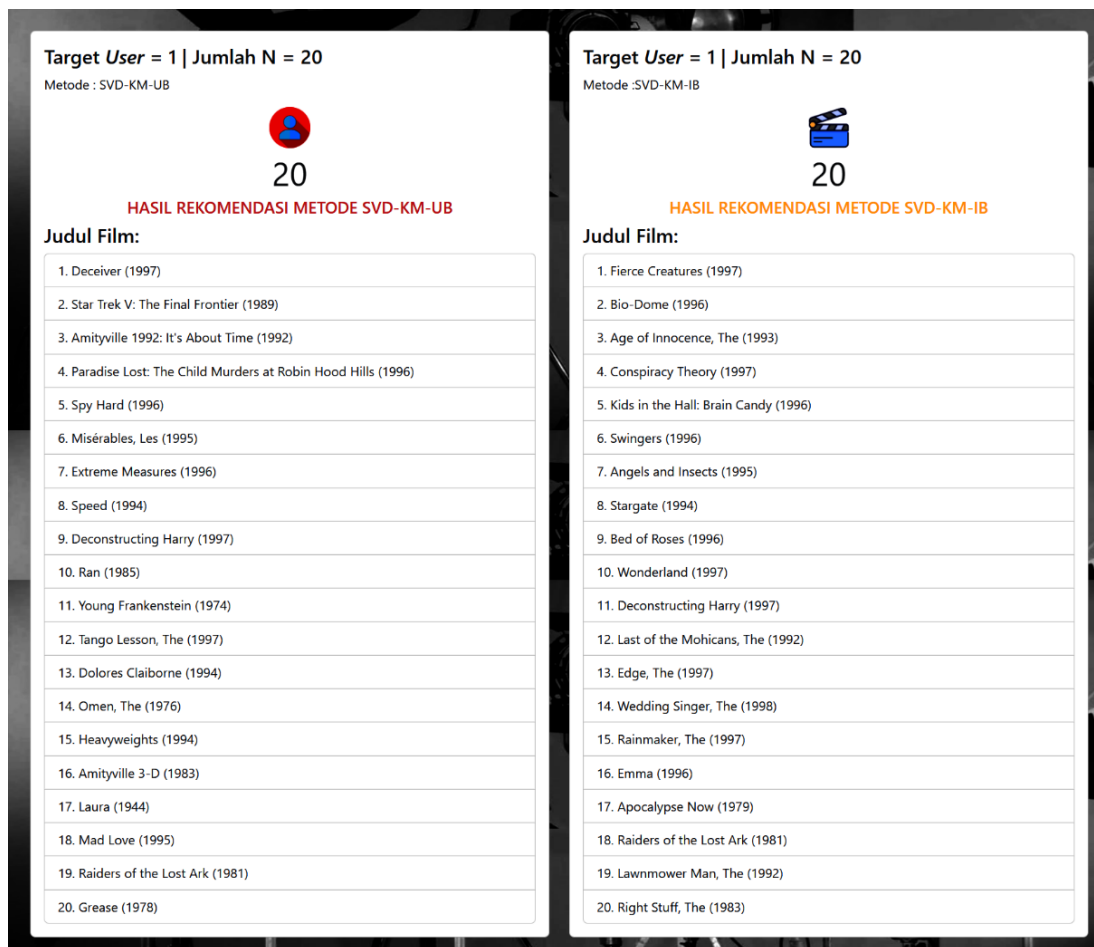 Target User = 1 | Jumlah N = 20
Metode : SVD-KM-UB
20
HASIL REKOMENDASI METODE SVD-KM-UB
Judul Film:
1. Deceiver (1997)
2. Star Trek V: The Final Frontier (1989)
3. Amityville 1992: It's About Time (1992)
4. Paradise Lost: The Child Murders at Robin Hood Hills (1996)
5. Spy Hard (1996)
6. Misérables, Les (1995)
7. Extreme Measures (1996)
8. Speed (1994)
9. Deconstructing Harry (1997)
10. Ran (1985)
11. Young Frankenstein (1974)
12. Tango Lesson, The (1997)
13. Dolores Claiborne (1994)
14. Omen, The (1976)
15. Heavyweights (1994)
16. Amityville 3-D (1983)
17. Laura (1944)
18. Mad Love (1995)
19. Raiders of the Lost Ark (1981)
20. Grease (1978)
Target User = 1 | Jumlah N = 20
Metode :SVD-KM-IB
20
HASIL REKOMENDASI METODE SVD-KM-IB
Judul Film:
1. Fierce Creatures (1997)
2. Bio-Dome (1996)
3. Age of Innocence, The (1993)
4. Conspiracy Theory (1997)
5. Kids in the Hall: Brain Candy (1996)
6. Swingers (1996)
7. Angels and Insects (1995)
8. Stargate (1994)
9. Bed of Roses (1996)
10. Wonderland (1997)
11. Deconstructing Harry (1997)
12. Last of the Mohicans, The (1992)
13. Edge, The (1997)
14. Wedding Singer, The (1998)
15. Rainmaker, The (1997)
16. Emma (1996)
17. Apocalypse Now (1979)
18. Raiders of the Lost Ark (1981)
19. Lawnmower Man, The (1992)
20. Right Stuff, The (1983)